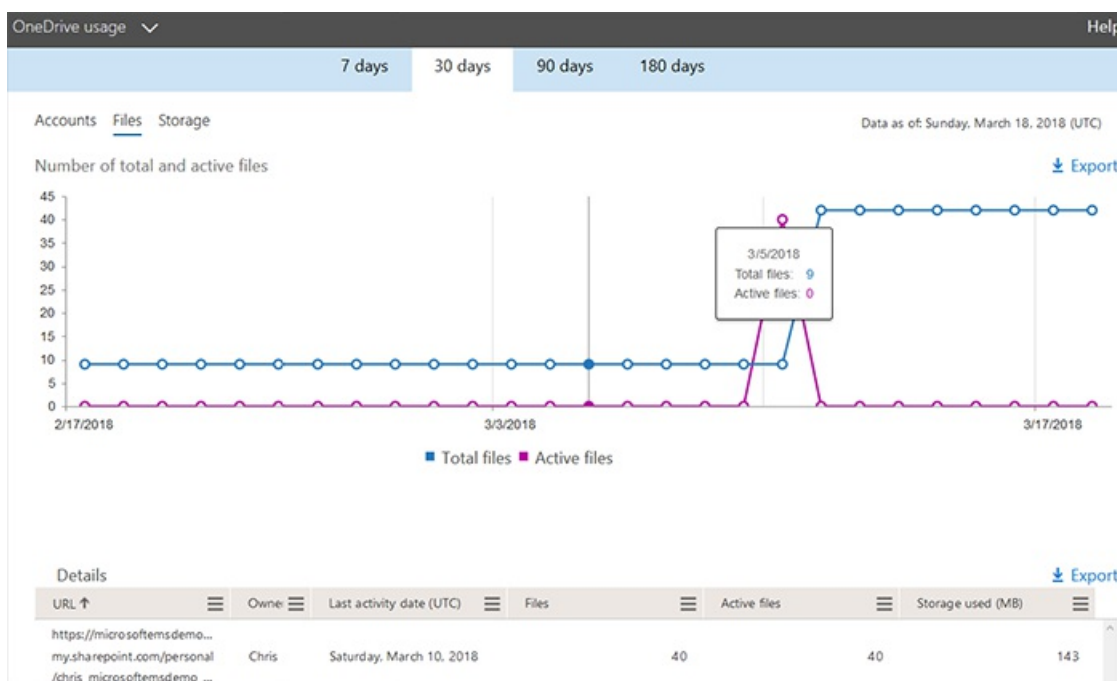 OneDrive usage Help
7 days 30 days 90 days 180 days
Accounts Files Storage Data as of: Sunday, March 18, 2018 (UTC)
Number of total and active files Export
45
40
35
30
25
20
15
10
5
0
3/5/2018
Total files: 9
Active files: 0
2/17/2018 3/3/2018 3/17/2018
Total files Active files
Details Export
URL Owne Last activity date (UTC) Files Active files Storage used (MB)
https://microsoftemsdemo...
my.sharepoint.com/personal Chris Saturday, March 10, 2018 40 40 143
/chris_microsoftemsdemo_...